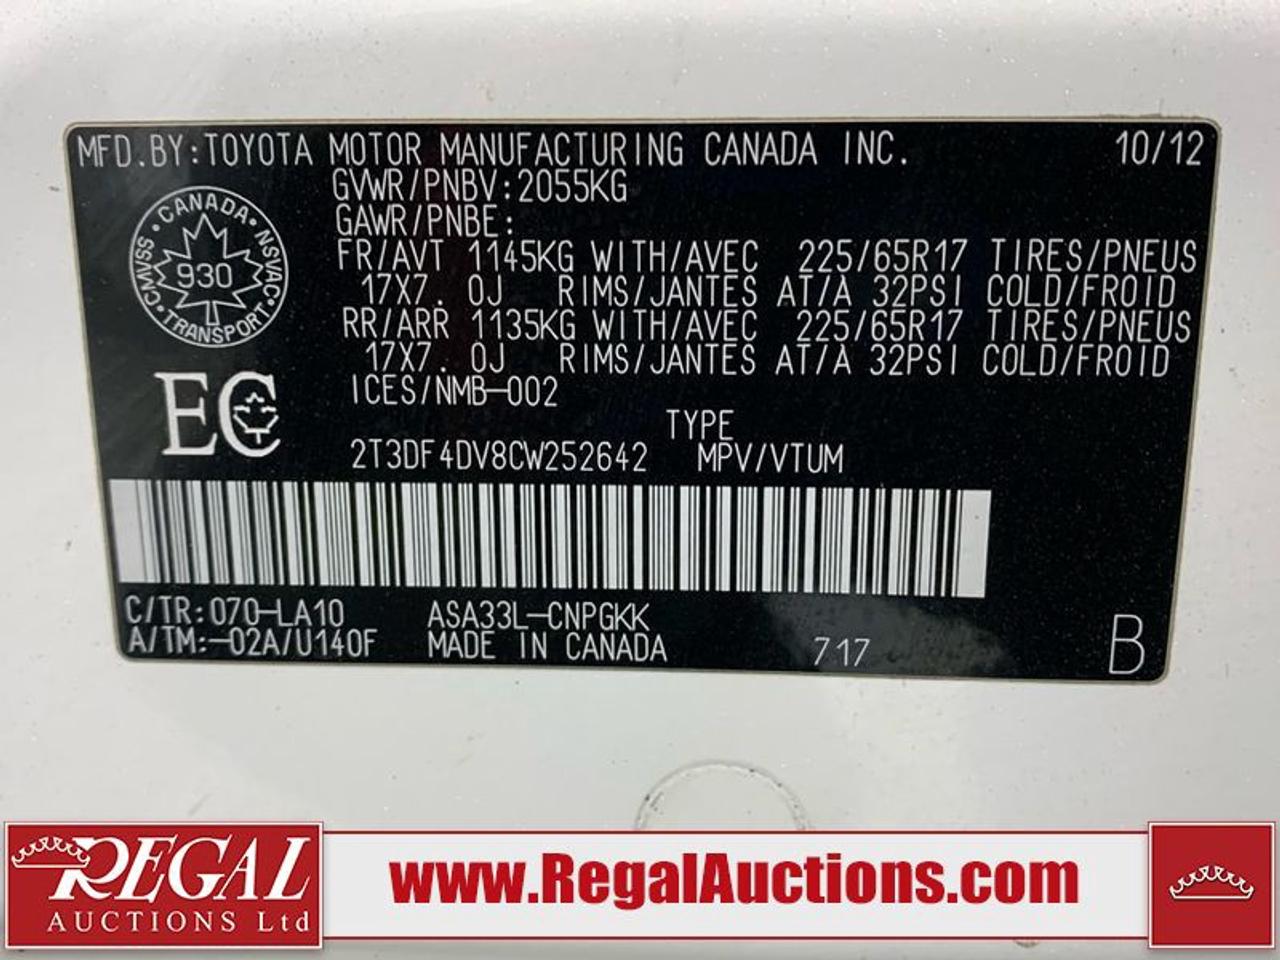 MFD.BY:TOYOTA MOTOR MANUFACTURING CANADA INC. 10/12
GVWR/PNBV:2055KG
GAWR/PNBE:
FR/AVT 1145KG WITH/AVEC 225/65R17 TIRES/PNEUS
17X7.0J RIMS/JANTES AT/A 32PSI COLD/FROID
RR/ARR 1135KG WITH/AVEC 225/65R17 TIRES/PNEUS
17X7.0J RIMS/JANTES AT/A 32PSI COLD/FROID
ICES/NMB-002
CANADA
CMVSS 930 NSVAC
TRANSPORT
EC
TYPE
2T3DF4DV8CW252642 MPV/VTUM
C/TR:070-LA10 ASA33L-CNPGKK
A/TM:-02A/U140F MADE IN CANADA 717 B
REGAL
AUCTIONS Ltd
www.RegalAuctions.com